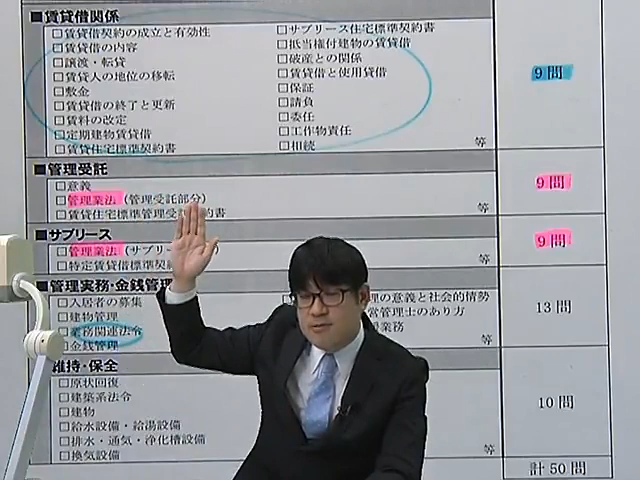 ■賃貸借関係
□賃貸借契約の成立と有効性
□賃貸借の内容
□譲渡・転貸
□賃貸人の地位の移転
□敷金
□賃貸借の終了と更新
□賃料の改定
□定期建物賃貸借
□賃貸住宅標準契約書
□サブリース住宅標準契約書
□抵当権付建物の賃貸借
□破産との関係
□賃貸借と使用貸借
□保証
□請負
□委任
□工作物責任
□相続
等
9問
■管理受託
□意義
□管理業法（管理受託部分）
□賃貸住宅標準管理受託契約書
等
9問
■サブリース
□管理業法（サブリー
□特定賃貸借標準契
等
9問
■管理実務・金銭管
□入居者の募集
□建物管理
□業務関連法令
□金銭管理
理の意義と社会的情勢
営管理士のあり方
業務
等
13問
維持・保全
□原状回復
□建築系法令
□建物
□給水設備・給湯設備
□排水・通気・浄化槽設備
□換気設備
等
10問
計50問